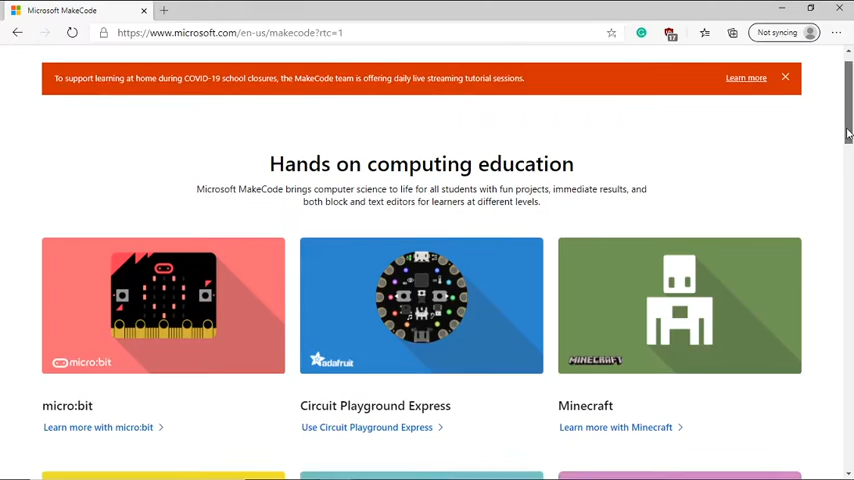 Microsoft MakeCode
https://www.microsoft.com/en-us/makecode?rtc=1
17
Not syncing
To support learning at home during COVID-19 school closures, the MakeCode team is offering daily live streaming tutorial sessions.
Learn more
Hands on computing education
Microsoft MakeCode brings computer science to life for all students with fun projects, immediate results, and
both block and text editors for learners at different levels.
micro:bit
adafruit
MINECRAFT
micro:bit
Circuit Playground Express
Minecraft
Learn more with micro:bit
Use Circuit Playground Express
Learn more with Minecraft